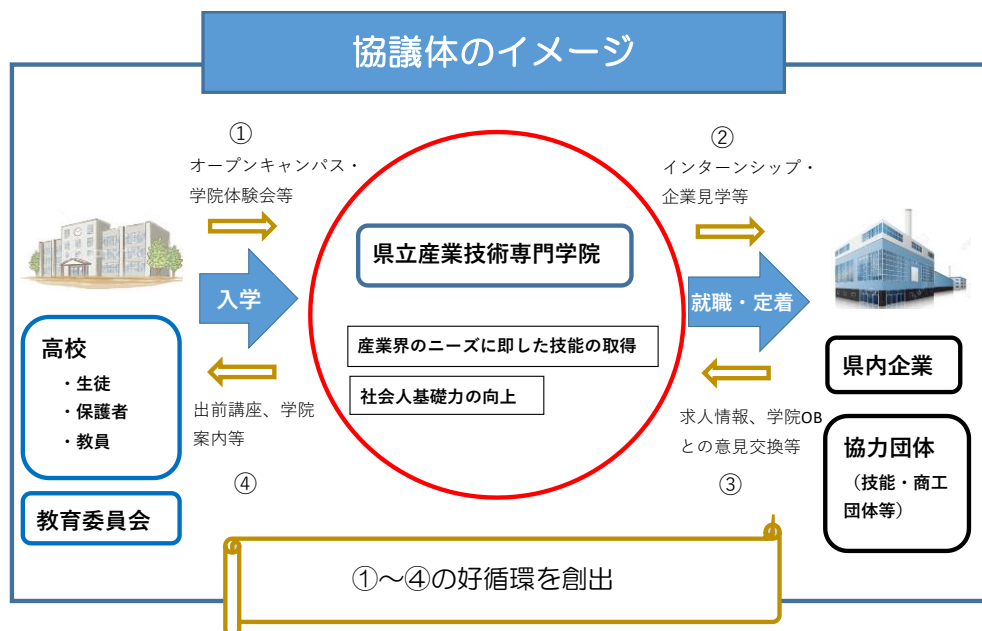 協議体のイメージ
①
オープンキャンパス・
学院体験会等
入学
出前講座、学院
案内等
④
高校
・生徒
・保護者
・教員
教育委員会
県立産業技術専門学院
産業界のニーズに即した技能の取得
社会人基礎力の向上
②
インターンシップ・
企業見学等
就職・定着
求人情報、学院OB
との意見交換等
③
県内企業
協力団体
（技能・商工
団体等）
①～④の好循環を創出